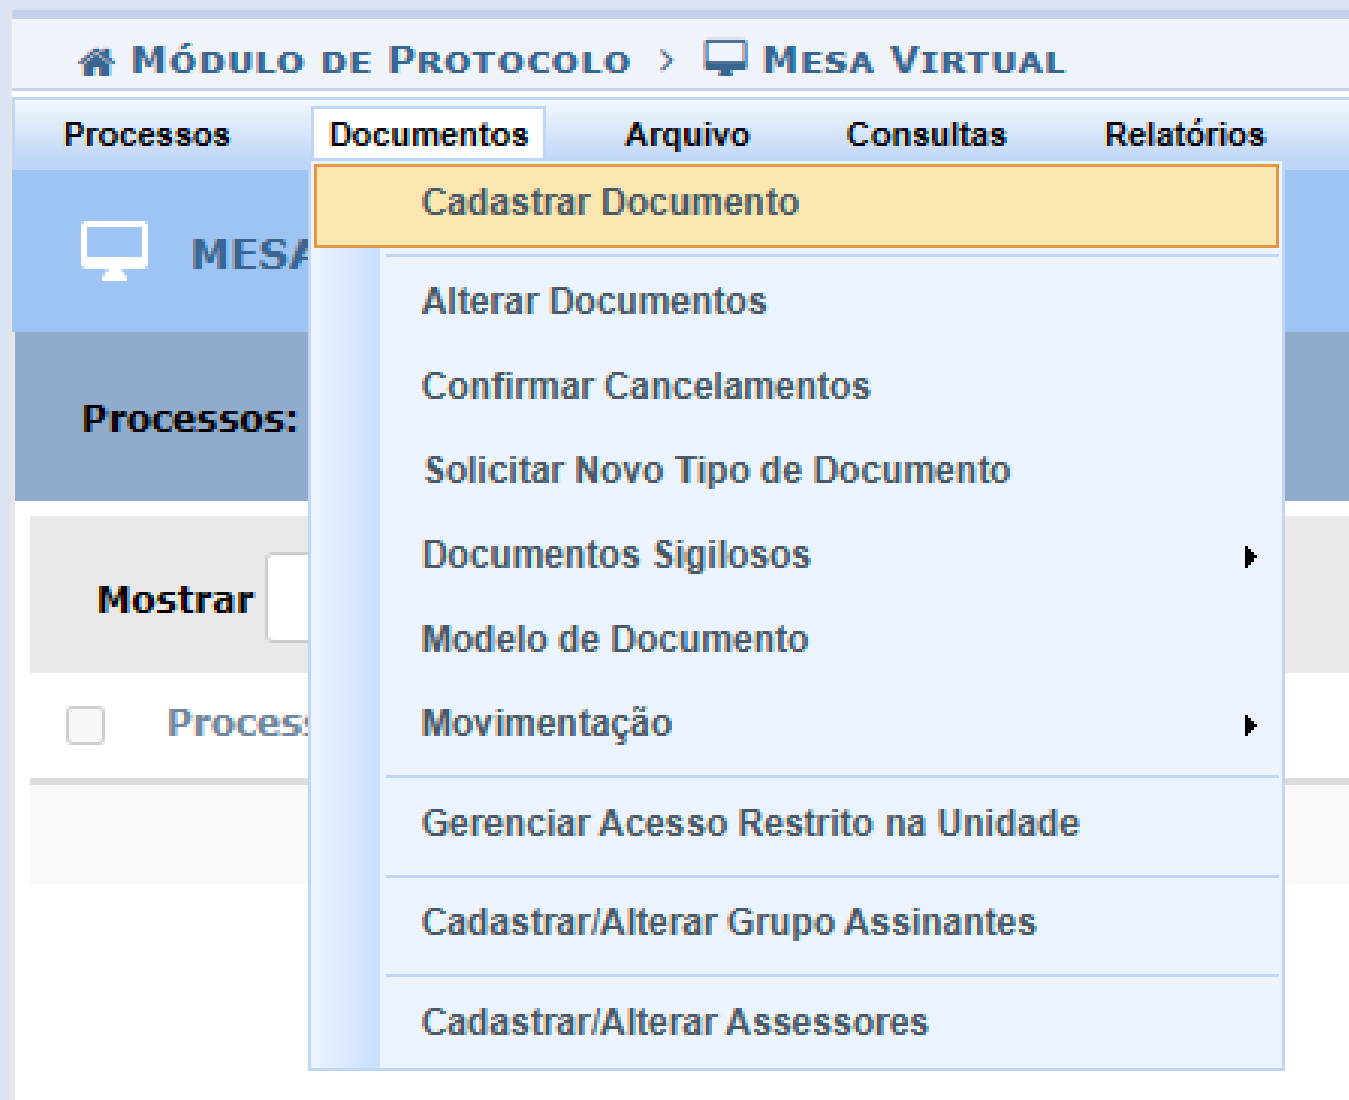 Módulo de Protocolo > Mesa Virtual
Processos Documentos Arquivo Consultas Relatórios
Cadastrar Documento
MESA
Alterar Documentos
Confirmar Cancelamentos
Processos:
Solicitar Novo Tipo de Documento
Documentos Sigilosos
Mostrar
Modelo de Documento
Movimentação
Gerenciar Acesso Restrito na Unidade
Cadastrar/Alterar Grupo Assinantes
Cadastrar/Alterar Assessores